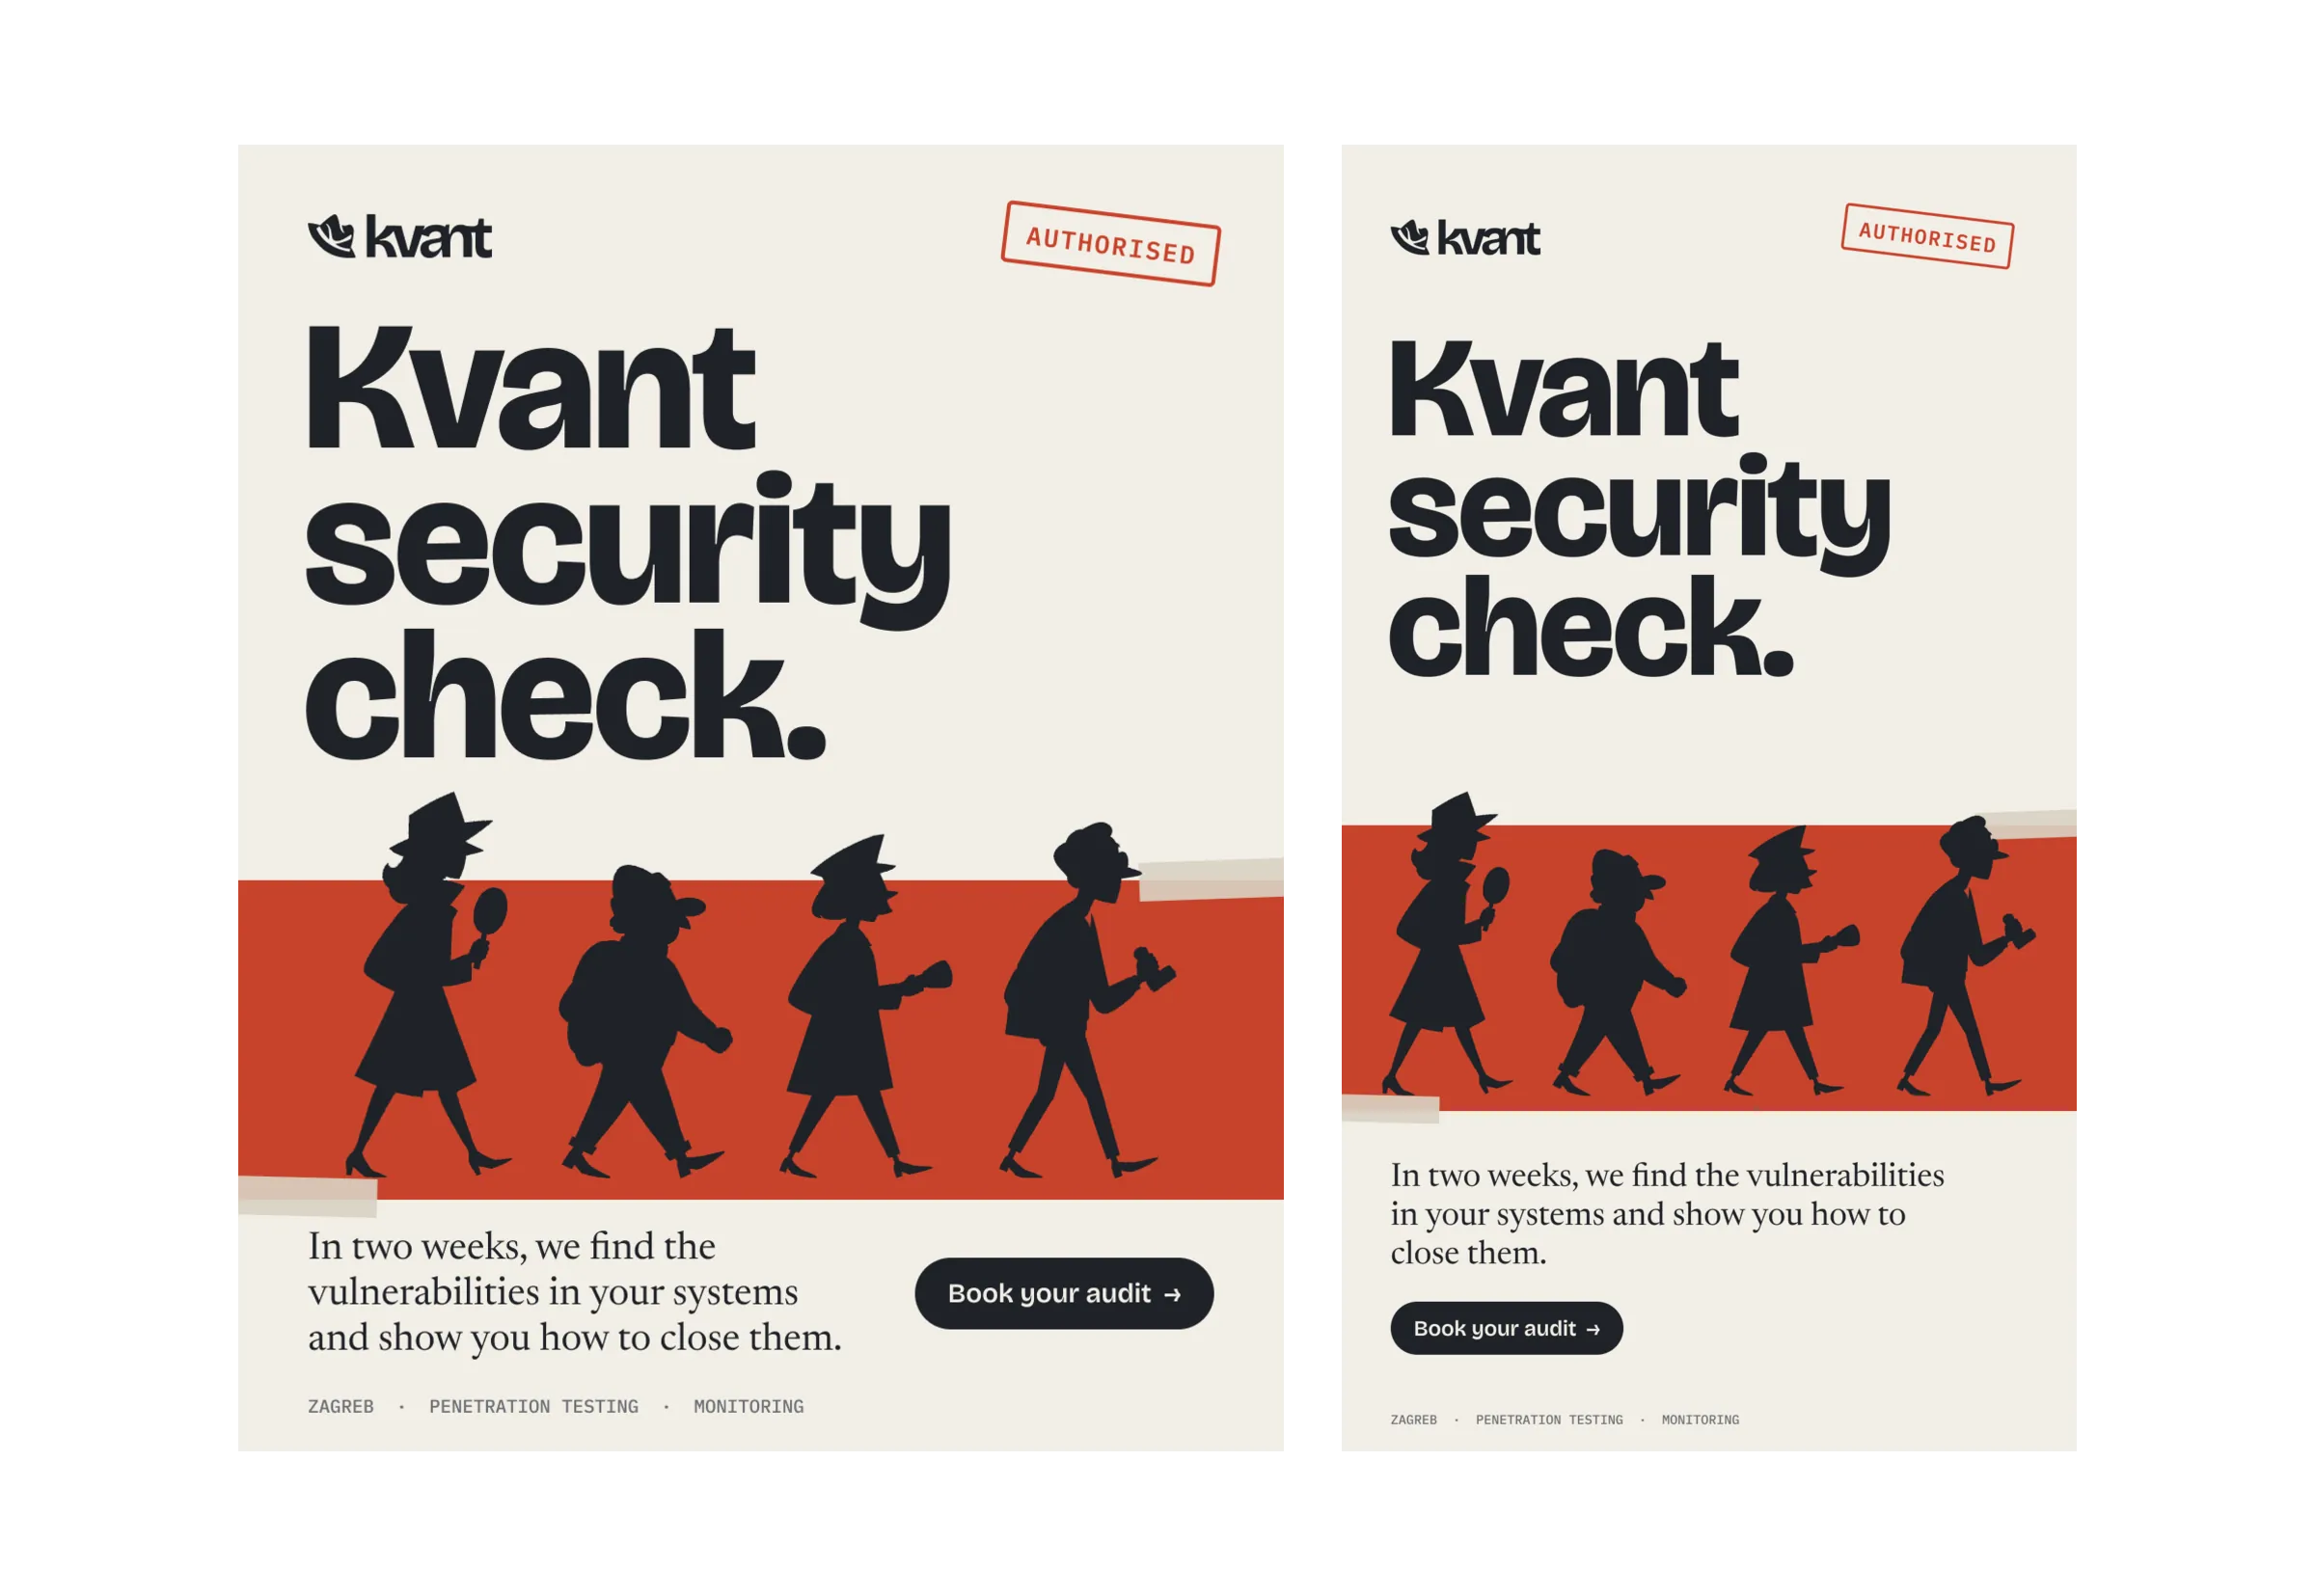 kvant
AUTHORISED
Kvant
security
check.
In two weeks, we find the
vulnerabilities in your systems
and show you how to close them.
Book your audit →
ZAGREB · PENETRATION TESTING · MONITORING
kvant
AUTHORISED
Kvant
security
check.
In two weeks, we find the vulnerabilities
in your systems and show you how to
close them.
Book your audit →
ZAGREB · PENETRATION TESTING · MONITORING